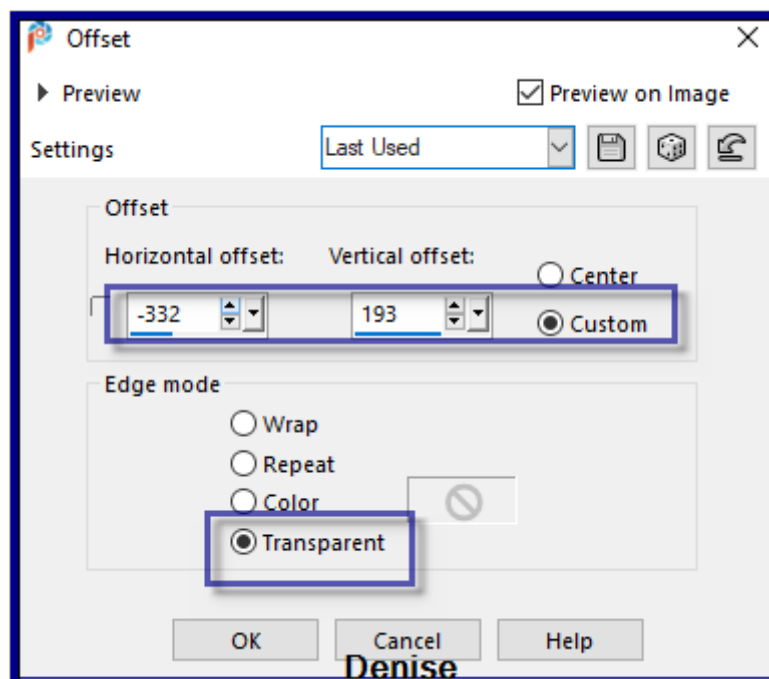 Offset
Preview Preview on Image
Settings Last Used
Offset
Horizontal offset: Vertical offset:
Center
-332 193 Custom
Edge mode
Wrap
Repeat
Color
Transparent
OK Cancel Help
Denise